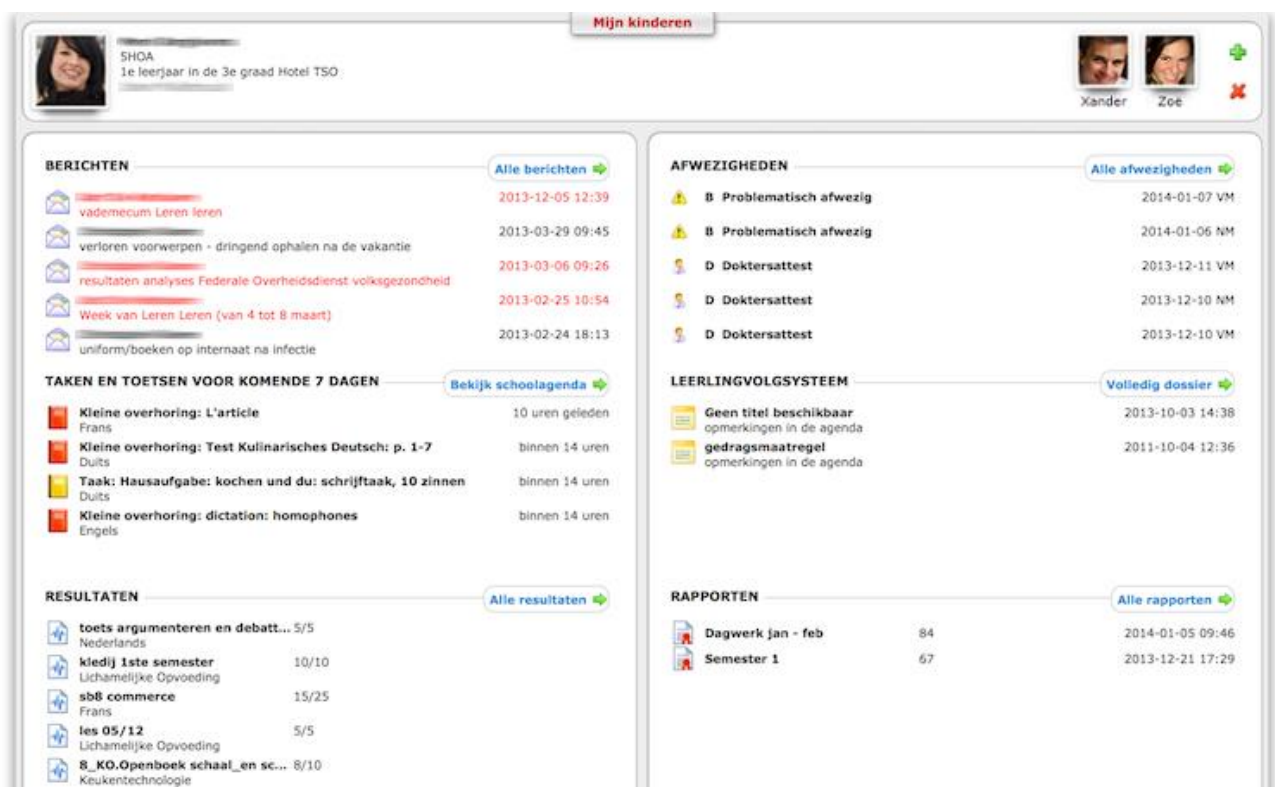 Mijn kinderen
5HOA
1e leerjaar in de 3e graad Hotel TSO
Xander
Zoë
BERICHTEN
Alle berichten
2013-12-05 12:39
vademecum Leren leren
2013-03-29 09:45
verloren voorwerpen - dringend ophalen na de vakantie
2013-03-06 09:26
resultaten analyses Federale Overheidsdienst volksgezondheid
2013-02-25 10:54
Week van Leren Leren (van 4 tot 8 maart)
2013-02-24 18:13
uniform/boeken op internaat na infectie
TAKEN EN TOETSEN VOOR KOMENDE 7 DAGEN
Bekijk schoolagenda
Kleine overhoring: L'article 10 uren geleden
Frans
Kleine overhoring: Test Kulinarisches Deutsch: p. 1-7 binnen 14 uren
Duits
Taak: Hausaufgabe: kochen und du: schrijftaak, 10 zinnen binnen 14 uren
Duits
Kleine overhoring: dictation: homophones binnen 14 uren
Engels
RESULTATEN
Alle resultaten
toets argumenteren en debatt... 5/5
Nederlands
kledij 1ste semester 10/10
Lichamelijke Opvoeding
sb8 commerce 15/25
Frans
les 05/12 5/5
Lichamelijke Opvoeding
8_KO.Openboek schaal_en sc... 8/10
Keukentechnologie
AFWEZIGHEDEN
Alle afwezigheden
B Problematisch afwezig 2014-01-07 VM
B Problematisch afwezig 2014-01-06 NM
D Doktersattest 2013-12-11 VM
D Doktersattest 2013-12-10 NM
D Doktersattest 2013-12-10 VM
LEERLINGVOLGSYSTEEM
Volledig dossier
Geen titel beschikbaar 2013-10-03 14:38
opmerkingen in de agenda
gedragsmaatregel 2011-10-04 12:36
opmerkingen in de agenda
RAPPORTEN
Alle rapporten
Dagwerk jan - feb 84 2014-01-05 09:46
Semester 1 67 2013-12-21 17:29